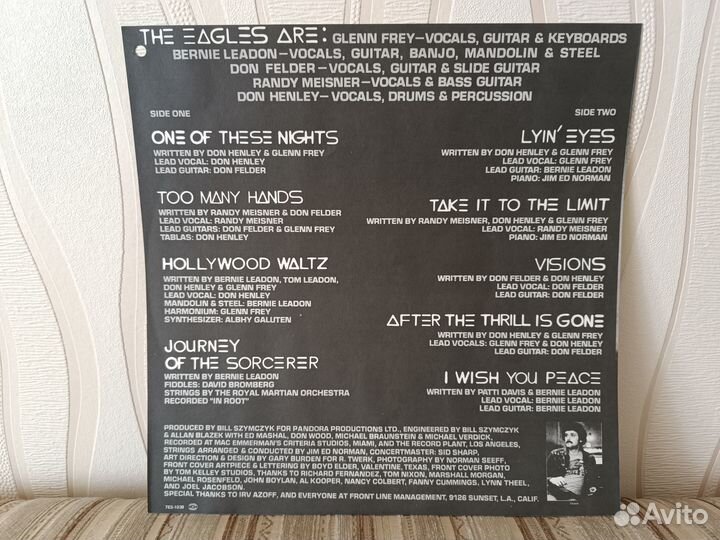 THE EAGLES ARE: GLENN FREY—VOCALS, GUITAR & KEYBOARDS
BERNIE LEADON—VOCALS, GUITAR, BANJO, MANDOLIN & STEEL
DON FELDER—VOCALS, GUITAR & SLIDE GUITAR
RANDY MEISNER—VOCALS & BASS GUITAR
DON HENLEY—VOCALS, DRUMS & PERCUSSION
SIDE ONE
ONE OF THESE NIGHTS
WRITTEN BY DON HENLEY & GLENN FREY
LEAD VOCAL: DON HENLEY
LEAD GUITAR: DON FELDER
TOO MANY HANDS
WRITTEN BY RANDY MEISNER & DON FELDER
LEAD VOCAL: RANDY MEISNER
LEAD GUITARS: DON FELDER & GLENN FREY
TABLAS: DON HENLEY
HOLLYWOOD WALTZ
WRITTEN BY BERNIE LEADON, TOM LEADON,
DON HENLEY & GLENN FREY
LEAD VOCAL: DON HENLEY
MANDOLIN & STEEL: BERNIE LEADON
HARMONIUM: GLENN FREY
SYNTHESIZER: ALBHY GALUTEN
JOURNEY
OF THE SORCERER
WRITTEN BY BERNIE LEADON
FIDDLES: DAVID BROMBERG
STRINGS BY THE ROYAL MARTIAN ORCHESTRA
RECORDED "IN ROOT"
SIDE TWO
LYIN' EYES
WRITTEN BY DON HENLEY & GLENN FREY
LEAD VOCAL: GLENN FREY
LEAD GUITAR: BERNIE LEADON
PIANO: JIM ED NORMAN
TAKE IT TO THE LIMIT
WRITTEN BY RANDY MEISNER, DON HENLEY & GLENN FREY
LEAD VOCAL: RANDY MEISNER
PIANO: JIM ED NORMAN
VISIONS
WRITTEN BY DON FELDER & DON HENLEY
LEAD VOCAL: DON FELDER
LEAD GUITAR: DON FELDER
AFTER THE THRILL IS GONE
WRITTEN BY DON HENLEY & GLENN FREY
LEAD VOCALS: GLENN FREY & DON HENLEY
LEAD GUITAR: DON FELDER
I WISH YOU PEACE
WRITTEN BY PATTI DAVIS & BERNIE LEADON
LEAD VOCAL: BERNIE LEADON
LEAD GUITAR: BERNIE LEADON
PRODUCED BY BILL SZYMCZYK FOR PANDORA PRODUCTIONS LTD., ENGINEERED BY BILL SZYMCZYK
& ALLAN BLAZEK WITH ED MASHAL, DON WOOD, MICHAEL BRAUNSTEIN & MICHAEL VERDICK,
RECORDED AT MAC EMMERMAN'S CRITERIA STUDIOS, MIAMI, AND THE RECORD PLANT, LOS ANGELES,
STRINGS ARRANGED & CONDUCTED BY JIM ED NORMAN, CONCERTMASTER: SID SHARP,
ART DIRECTION & DESIGN BY GARY BURDEN FOR R. TWERK, PHOTOGRAPHY BY NORMAN SEEFF,
FRONT COVER ARTPIECE & LETTERING BY BOYD ELDER, VALENTINE, TEXAS, FRONT COVER PHOTO
BY TOM KELLEY STUDIOS, THANKS TO RICHARD FERNANDEZ, TOM NIXON, MARSHALL MORGAN,
MICHAEL ROSENFELD, JOHN BOYLAN, AL KOOPER, NANCY COLBERT, FANNY CUMMINGS, LYNN THEEL,
AND JOEL JACOBSON.
SPECIAL THANKS TO IRV AZOFF, AND EVERYONE AT FRONT LINE MANAGEMENT, 9126 SUNSET, L.A., CALIF.
7ES-1039
Avito